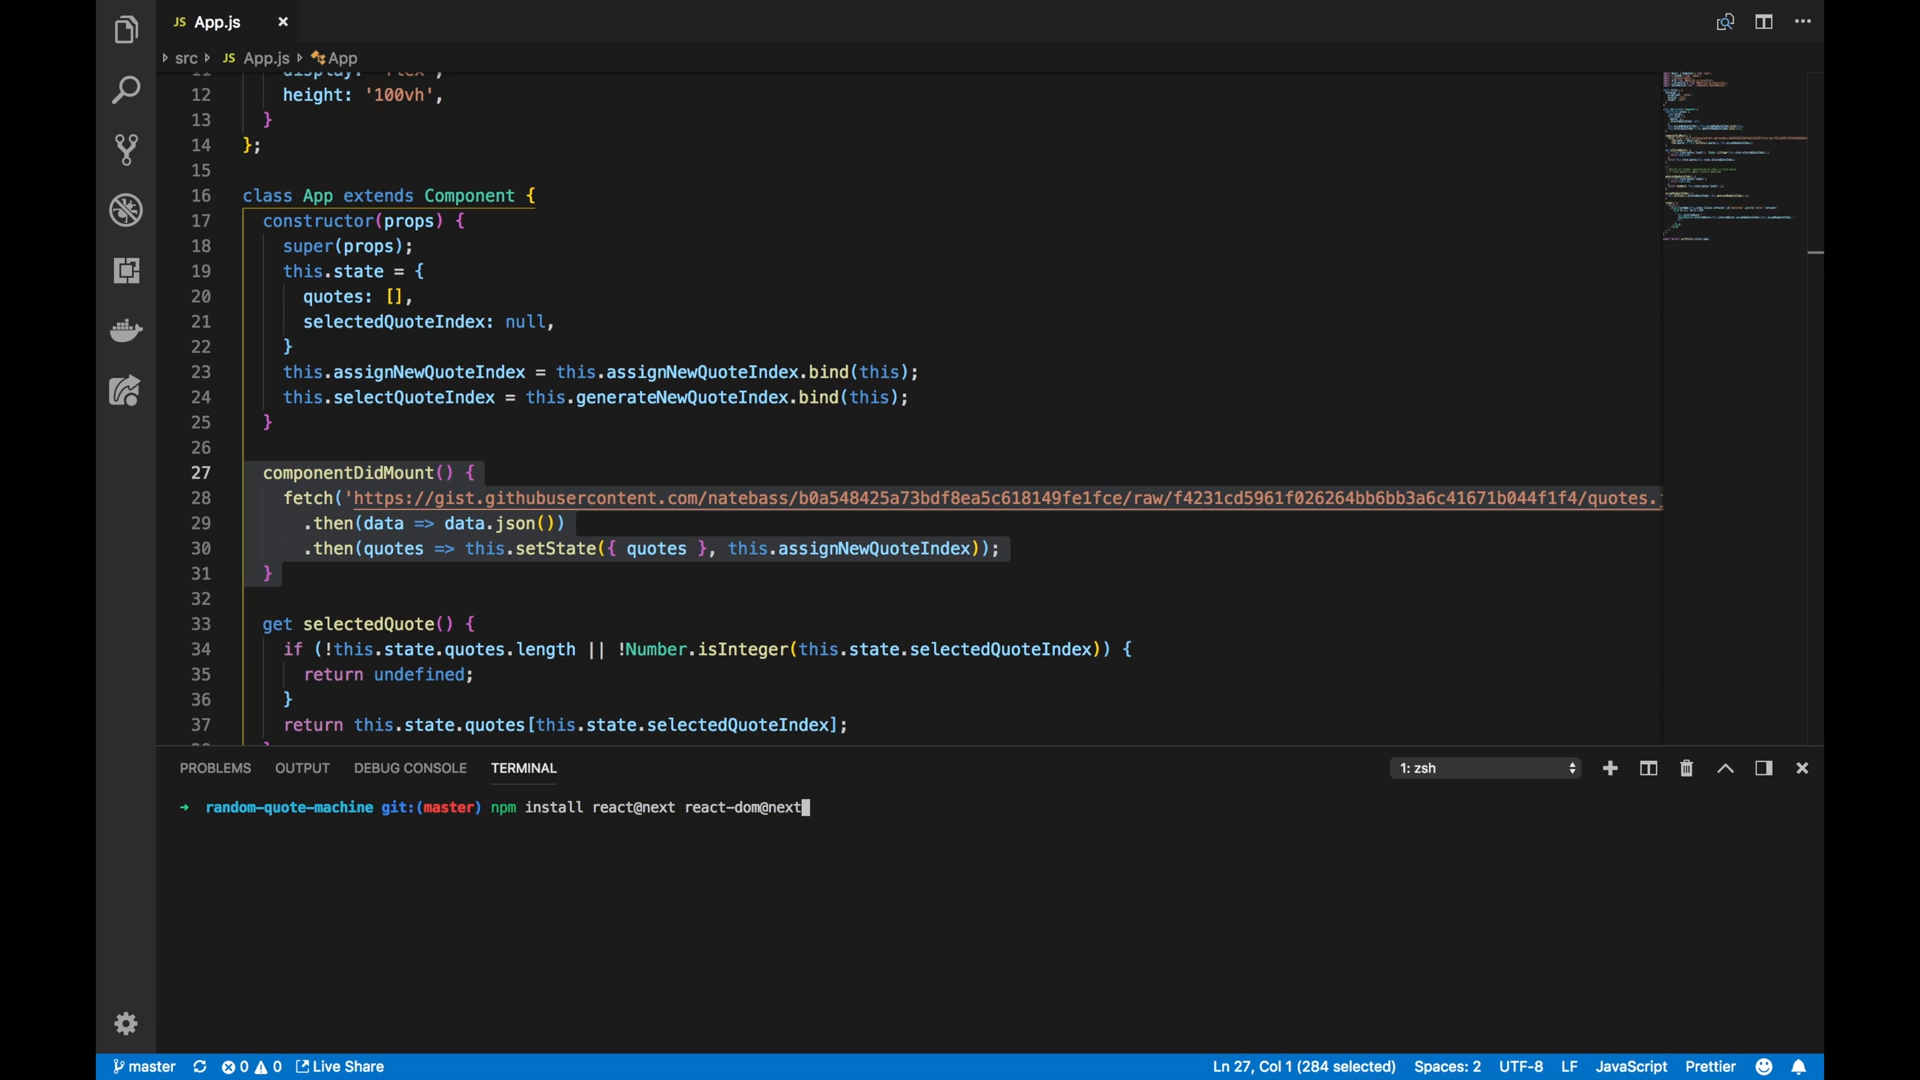 JS App.js ×
src JS App.js App
11 display: 'flex',
12 height: '100vh',
13 }
14 };
15
16 class App extends Component {
17 constructor(props) {
18 super(props);
19 this.state = {
20 quotes: [],
21 selectedQuoteIndex: null,
22 }
23 this.assignNewQuoteIndex = this.assignNewQuoteIndex.bind(this);
24 this.selectQuoteIndex = this.generateNewQuoteIndex.bind(this);
25 }
26
27 componentDidMount() {
28 fetch('https://gist.githubusercontent.com/natebass/b0a548425a73bdf8ea5c618149fe1fce/raw/f4231cd5961f026264bb6bb3a6c41671b044f1f4/quotes.
29 .then(data => data.json())
30 .then(quotes => this.setState({ quotes }, this.assignNewQuoteIndex));
31 }
32
33 get selectedQuote() {
34 if (!this.state.quotes.length || !Number.isInteger(this.state.selectedQuoteIndex)) {
35 return undefined;
36 }
37 return this.state.quotes[this.state.selectedQuoteIndex];
PROBLEMS OUTPUT DEBUG CONSOLE TERMINAL 1: zsh
→ random-quote-machine git:(master) npm install react@next react-dom@next
master 0 0 Live Share Ln 27, Col 1 (284 selected) Spaces: 2 UTF-8 LF JavaScript Prettier